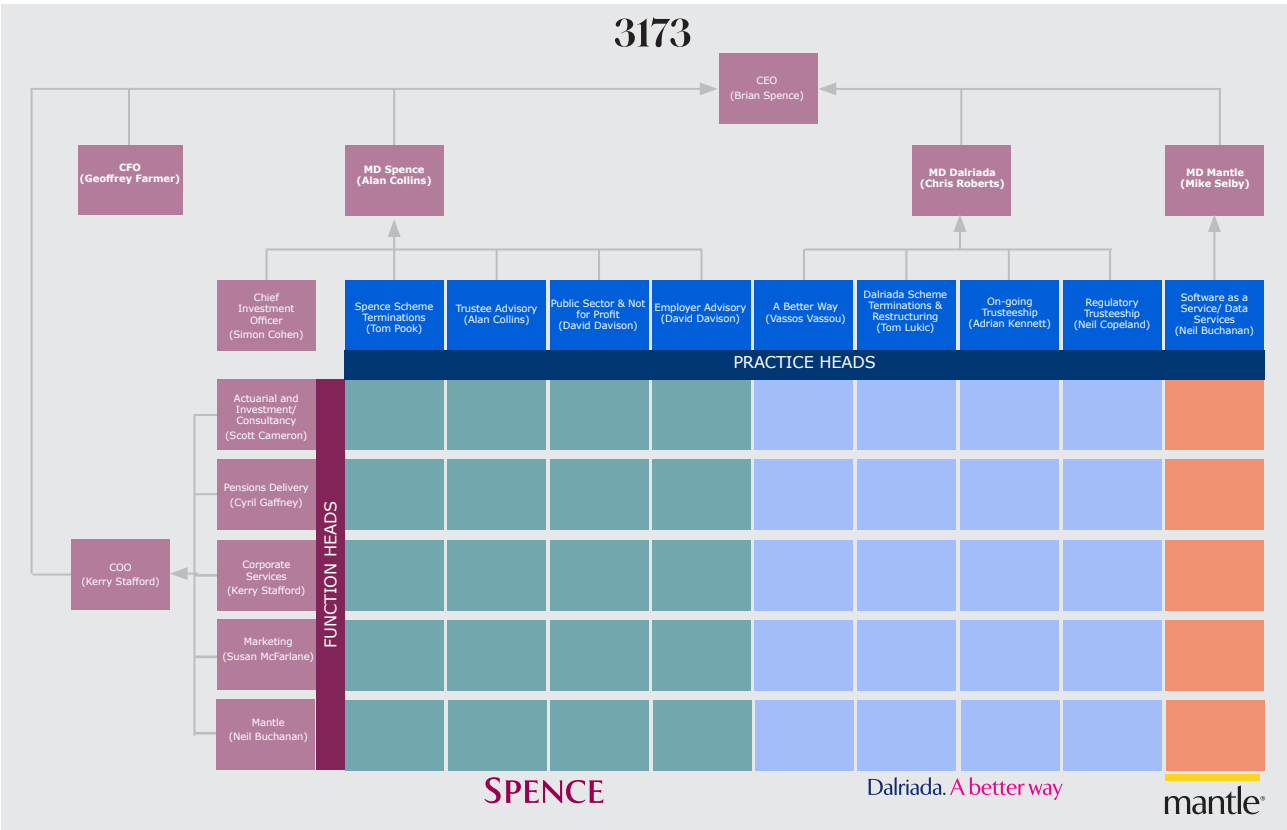 3173
CEO
(Brian Spence)
CFO
(Geoffrey Farmer)
MD Spence
(Alan Collins)
MD Dalriada
(Chris Roberts)
MD Mantle
(Mike Selby)
Chief
Investment
Officer
(Simon Cohen)
Spence Scheme
Terminations
(Tom Pook)
Trustee Advisory
(Alan Collins)
Public Sector & Not
for Profit
(David Davison)
Employer Advisory
(David Davison)
A Better Way
(Vassos Vassou)
Dalriada Scheme
Terminations &
Restructuring
(Tom Lukic)
On-going
Trusteeship
(Adrian Kennett)
Regulatory
Trusteeship
(Neil Copeland)
Software as a
Service/ Data
Services
(Neil Buchanan)
PRACTICE HEADS
FUNCTION HEADS
Actuarial and
Investment/
Consultancy
(Scott Cameron)
Pensions Delivery
(Cyril Gaffney)
COO
(Kerry Stafford)
Corporate
Services
(Kerry Stafford)
Marketing
(Susan McFarlane)
Mantle
(Neil Buchanan)
SPENCE
Dalriada. A better way
mantle®